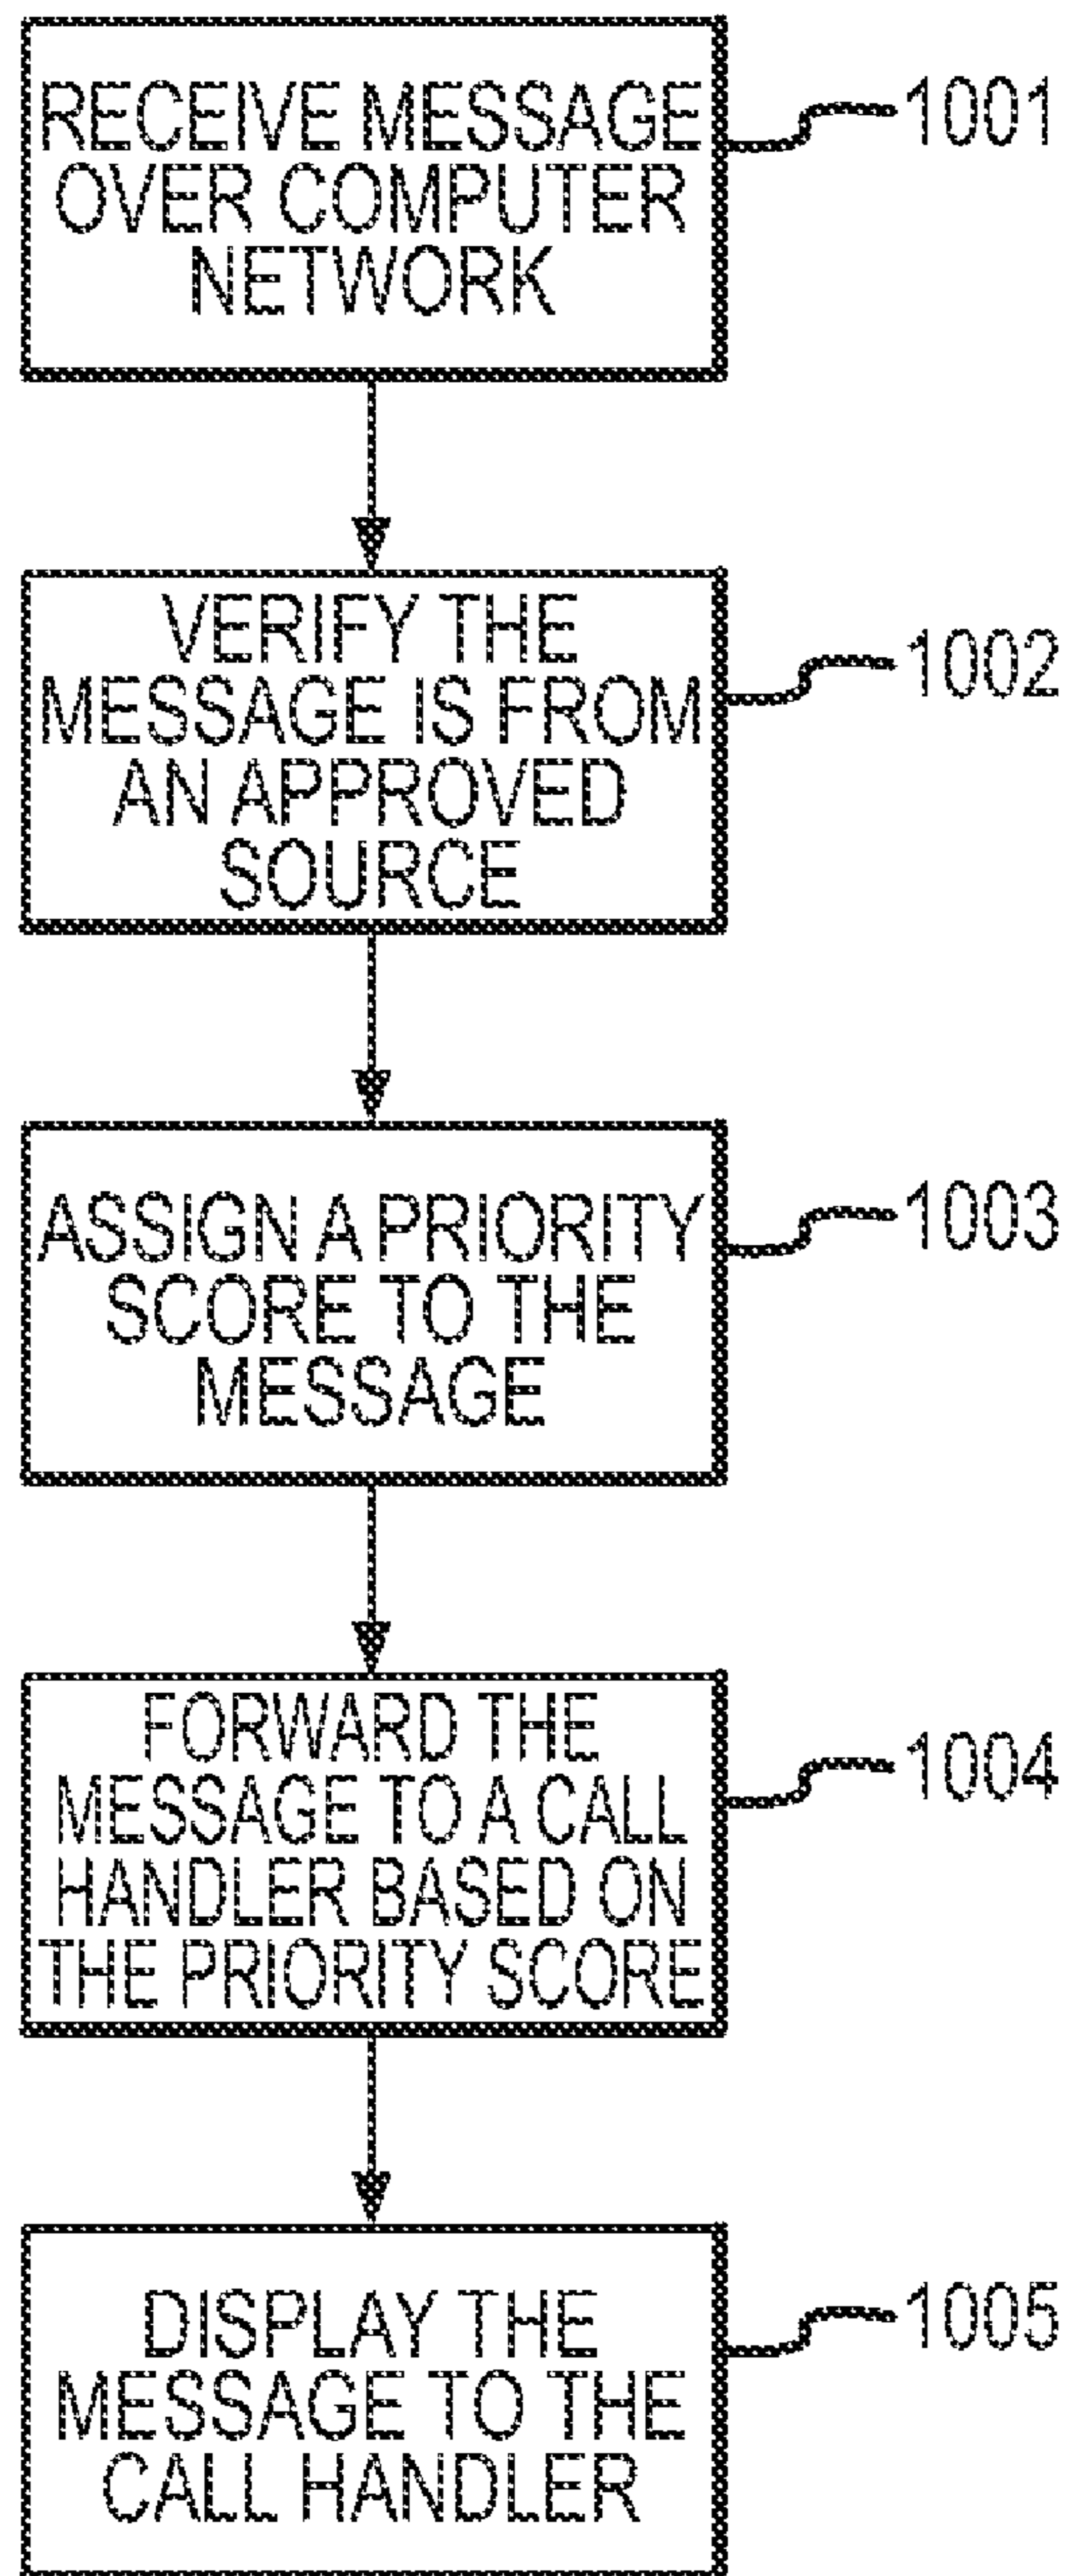 RECEIVE MESSAGE
OVER COMPUTER
NETWORK
1001
VERIFY THE
MESSAGE IS FROM
AN APPROVED
SOURCE
1002
ASSIGN A PRIORITY
SCORE TO THE
MESSAGE
1003
FORWARD THE
MESSAGE TO A CALL
HANDLER BASED ON
THE PRIORITY SCORE
1004
DISPLAY THE
MESSAGE TO THE
CALL HANDLER
1005